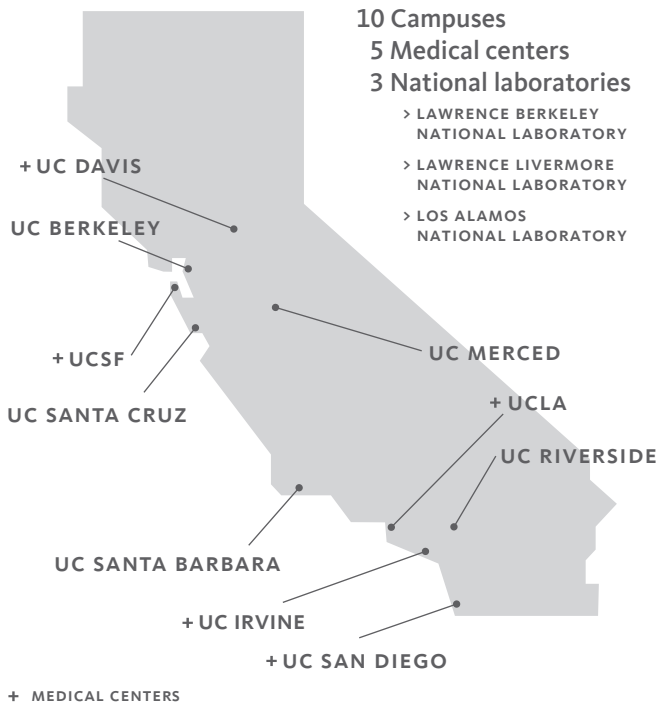 10 Campuses
5 Medical centers
3 National laboratories
> LAWRENCE BERKELEY
NATIONAL LABORATORY
> LAWRENCE LIVERMORE
NATIONAL LABORATORY
> LOS ALAMOS
NATIONAL LABORATORY
+ UC DAVIS
UC BERKELEY
+ UCSF
UC MERCED
UC SANTA CRUZ
+ UCLA
UC RIVERSIDE
UC SANTA BARBARA
+ UC IRVINE
+ UC SAN DIEGO
+ MEDICAL CENTERS